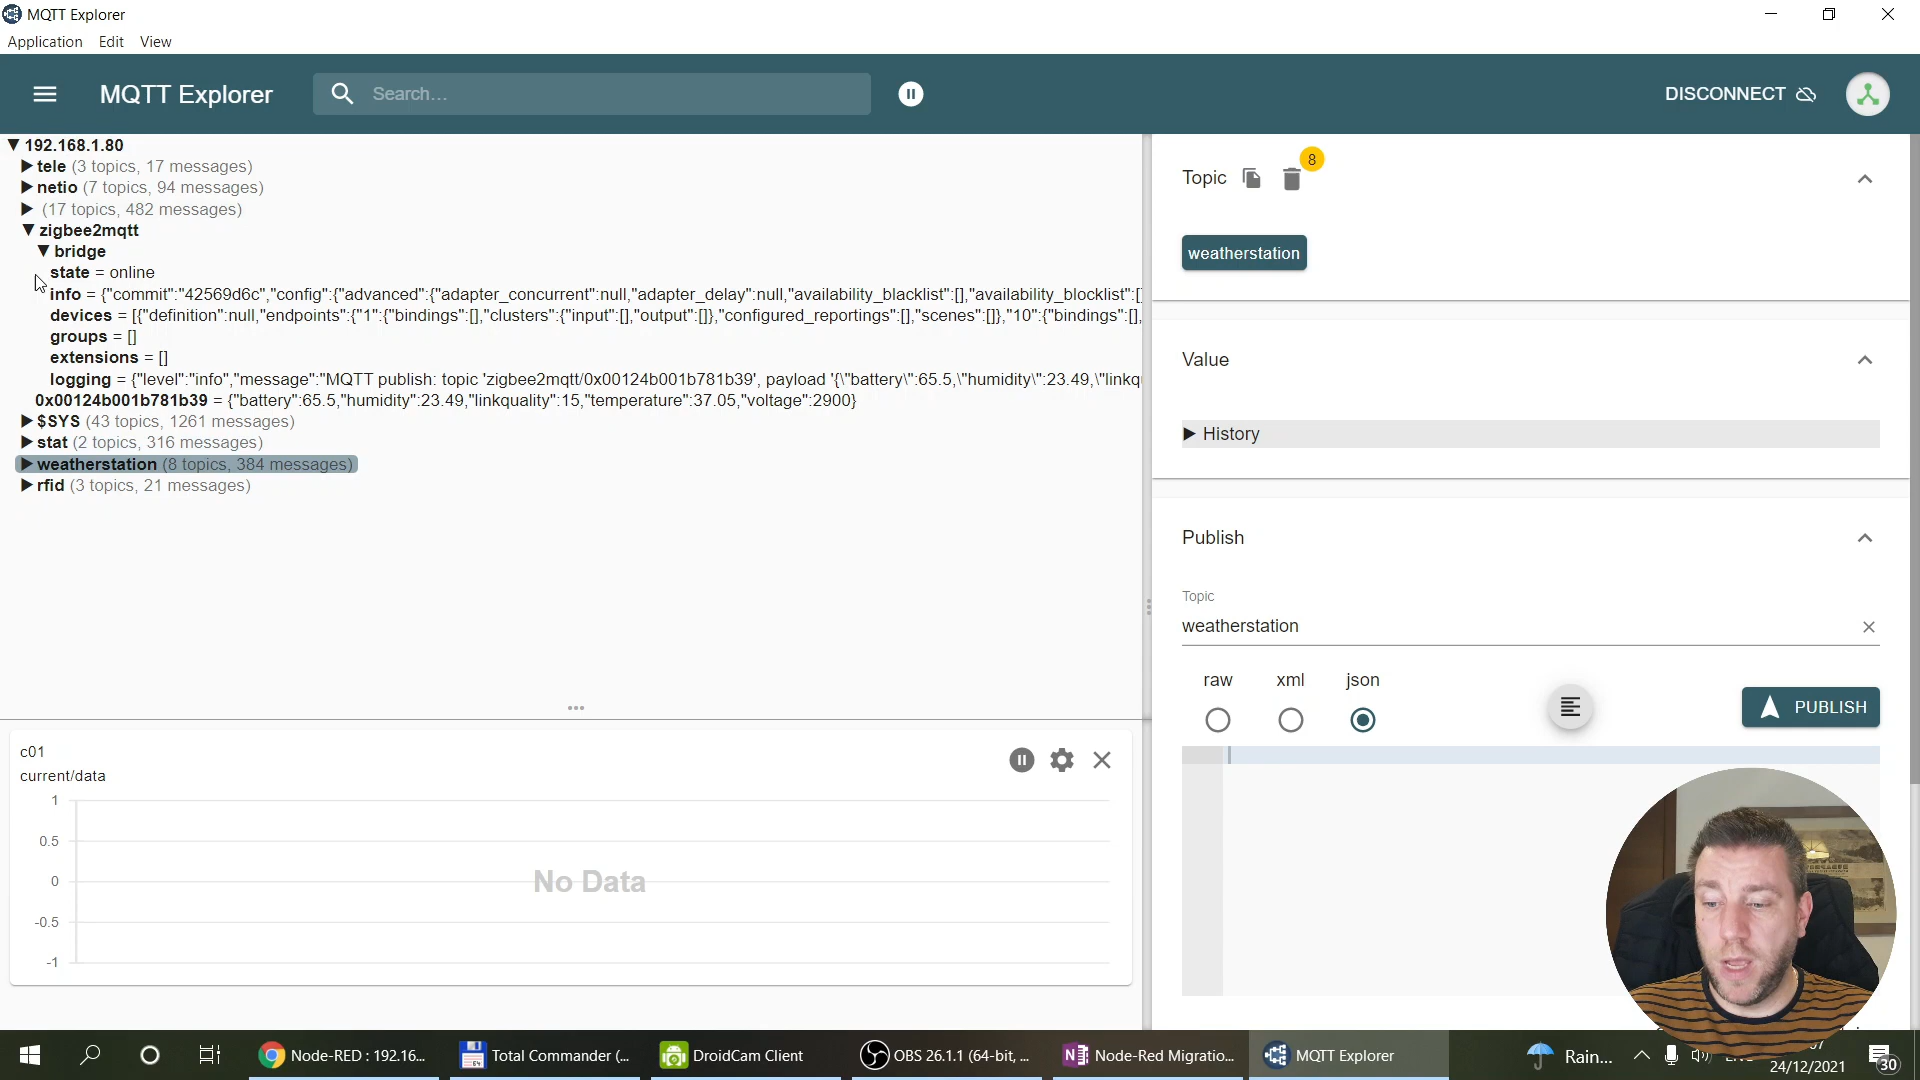 MQTT Explorer
Application Edit View
MQTT Explorer
Search...
DISCONNECT
▼ 192.168.1.80
▶ tele (3 topics, 17 messages)
▶ netio (7 topics, 94 messages)
▶ (17 topics, 482 messages)
▼ zigbee2mqtt
▼ bridge
state = online
info = {"commit":"42569d6c","config":{"advanced":{"adapter_concurrent":null,"adapter_delay":null,"availability_blacklist":[],"availability_blocklist":[]
devices = [{"definition":null,"endpoints":{"1":{"bindings":[],"clusters":{"input":[],"output":[]},"configured_reportings":[],"scenes":[]},"10":{"bindings":[],
groups = []
extensions = []
logging = {"level":"info","message":"MQTT publish: topic 'zigbee2mqtt/0x00124b001b781b39', payload '{\"battery\":65.5,\"humidity\":23.49,\"linkq
0x00124b001b781b39 = {"battery":65.5,"humidity":23.49,"linkquality":15,"temperature":37.05,"voltage":2900}
▶ $SYS (43 topics, 1261 messages)
▶ stat (2 topics, 316 messages)
▶ weatherstation (8 topics, 384 messages)
▶ rfid (3 topics, 21 messages)
c01
current/data
1
0.5
0
-0.5
-1
No Data
Topic
8
weatherstation
Value
▶ History
Publish
Topic
weatherstation
raw xml json
PUBLISH
Node-RED : 192.16...
Total Commander (...
DroidCam Client
OBS 26.1.1 (64-bit, ...
Node-Red Migratio...
MQTT Explorer
Rain...
24/12/2021
30